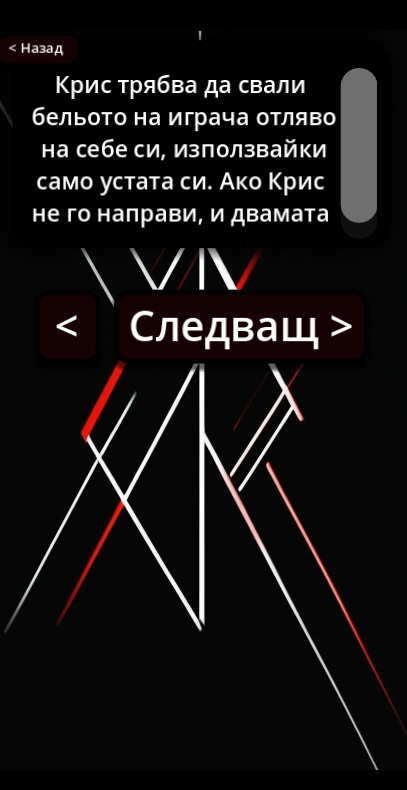 < Назад
Крис трябва да свали
бельото на играча отляво
на себе си, използвайки
само устата си. Ако Крис
не го направи, и двамата
< Следващ >